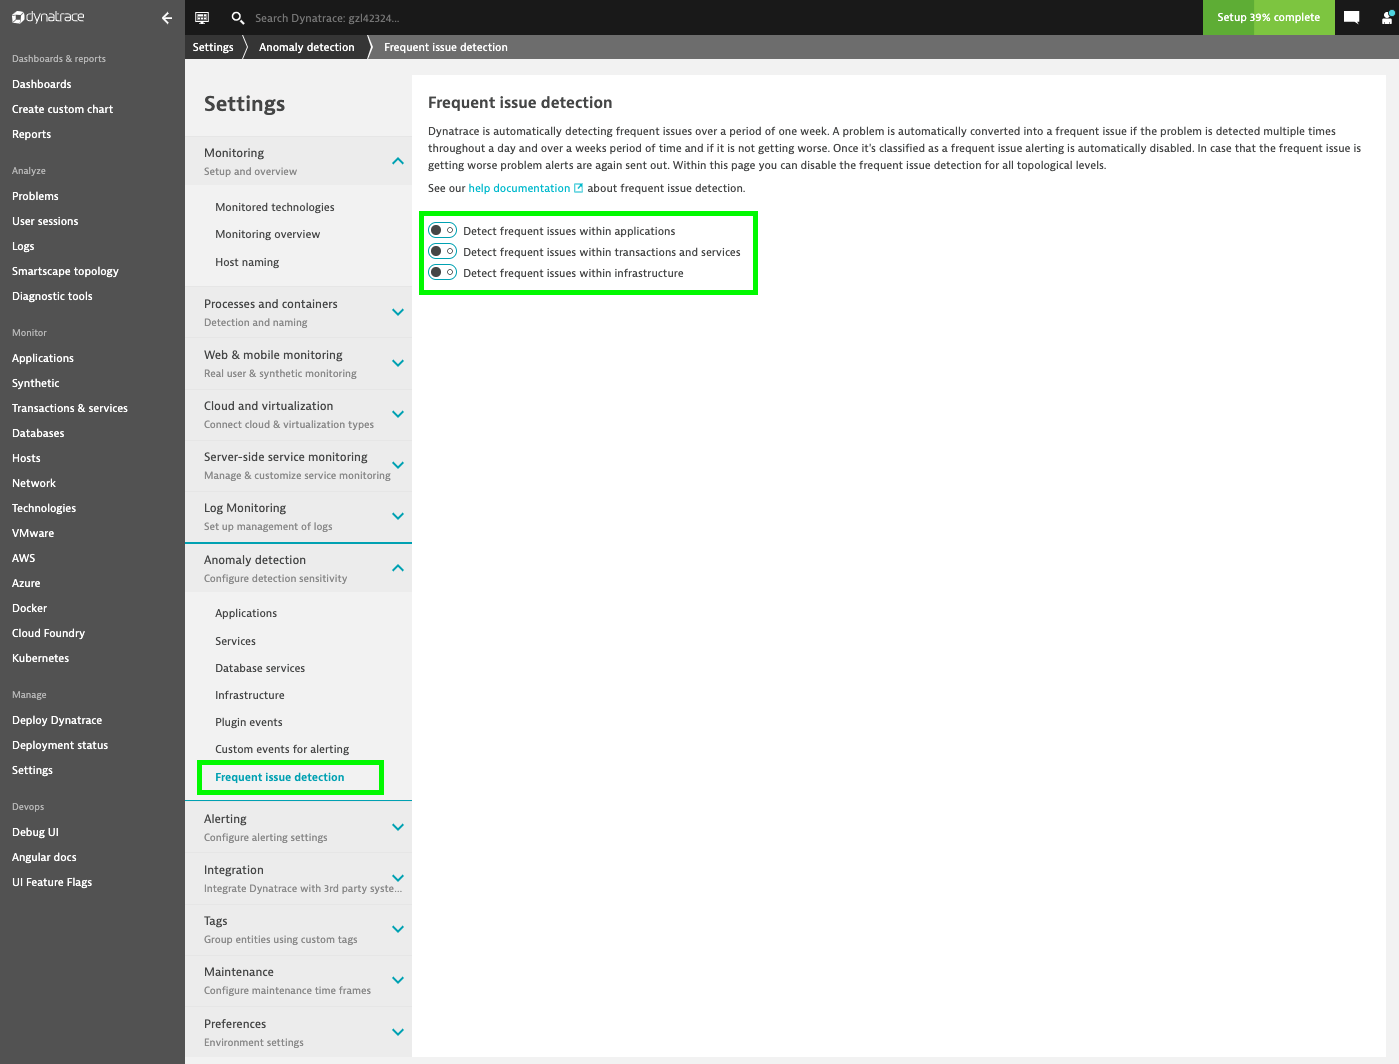 dynatrace
Search Dynatrace: gzl42324...
Setup 39% complete
Settings
Anomaly detection
Frequent issue detection
Dashboards & reports
Dashboards
Create custom chart
Reports
Analyze
Problems
User sessions
Logs
Smartscape topology
Diagnostic tools
Monitor
Applications
Synthetic
Transactions & services
Databases
Hosts
Network
Technologies
VMware
AWS
Azure
Docker
Cloud Foundry
Kubernetes
Manage
Deploy Dynatrace
Deployment status
Settings
Devops
Debug UI
Angular docs
UI Feature Flags
Settings
Monitoring
Setup and overview
Monitored technologies
Monitoring overview
Host naming
Processes and containers
Detection and naming
Web & mobile monitoring
Real user & synthetic monitoring
Cloud and virtualization
Connect cloud & virtualization types
Server-side service monitoring
Manage & customize service monitoring
Log Monitoring
Set up management of logs
Anomaly detection
Configure detection sensitivity
Applications
Services
Database services
Infrastructure
Plugin events
Custom events for alerting
Frequent issue detection
Alerting
Configure alerting settings
Integration
Integrate Dynatrace with 3rd party syste...
Tags
Group entities using custom tags
Maintenance
Configure maintenance time frames
Preferences
Environment settings
Frequent issue detection
Dynatrace is automatically detecting frequent issues over a period of one week. A problem is automatically converted into a frequent issue if the problem is detected multiple times
throughout a day and over a weeks period of time and if it is not getting worse. Once it's classified as a frequent issue alerting is automatically disabled. In case that the frequent issue is
getting worse problem alerts are again sent out. Within this page you can disable the frequent issue detection for all topological levels.
See our help documentation about frequent issue detection.
Detect frequent issues within applications
Detect frequent issues within transactions and services
Detect frequent issues within infrastructure